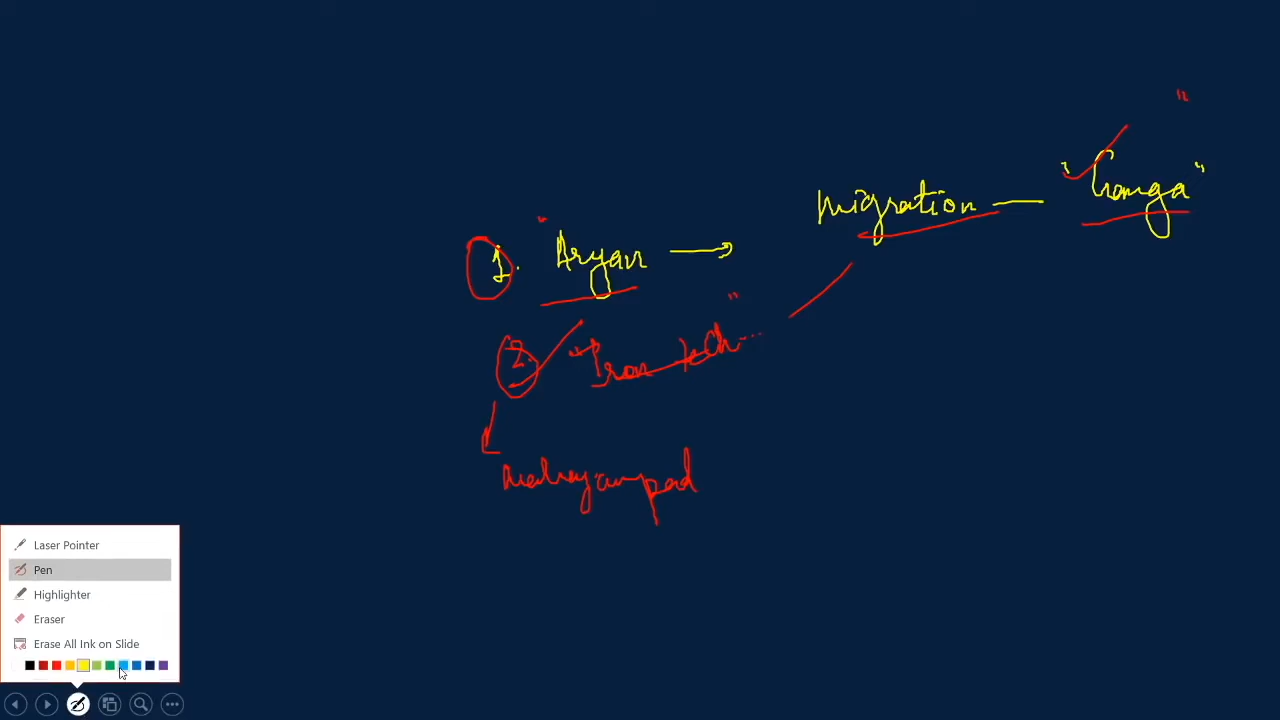 migration — "Ganga"
1. "Aryan →
2. "Iron tech..."
Laser Pointer
Pen
Highlighter
Eraser
Erase All Ink on Slide